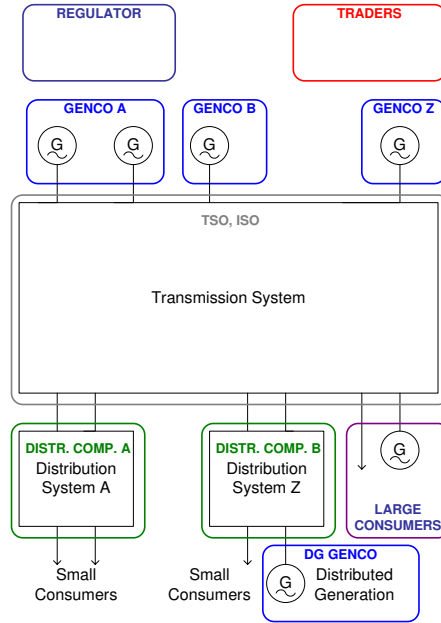 REGULATOR
TRADERS
GENCO A
GENCO B
GENCO Z
G
G
G
G
TSO, ISO
Transmission System
DISTR. COMP. A
Distribution
System A
DISTR. COMP. B
Distribution
System Z
G
LARGE
CONSUMERS
Small
Consumers
Small
Consumers
DG GENCO
G
Distributed
Generation